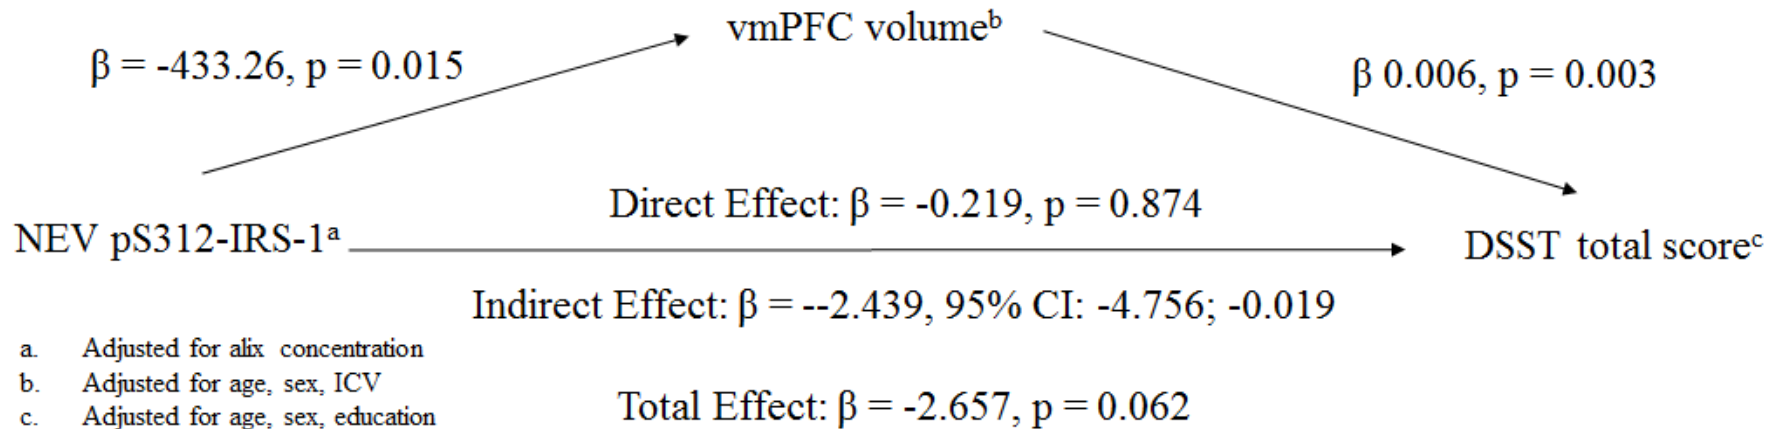 vmPFC volumeᵇ
β = -433.26, p = 0.015
β 0.006, p = 0.003
Direct Effect: β = -0.219, p = 0.874
NEV pS312-IRS-1ᵃ
DSST total scoreᶜ
Indirect Effect: β = --2.439, 95% CI: -4.756; -0.019
a. Adjusted for alix concentration
b. Adjusted for age, sex, ICV
c. Adjusted for age, sex, education
Total Effect: β = -2.657, p = 0.062